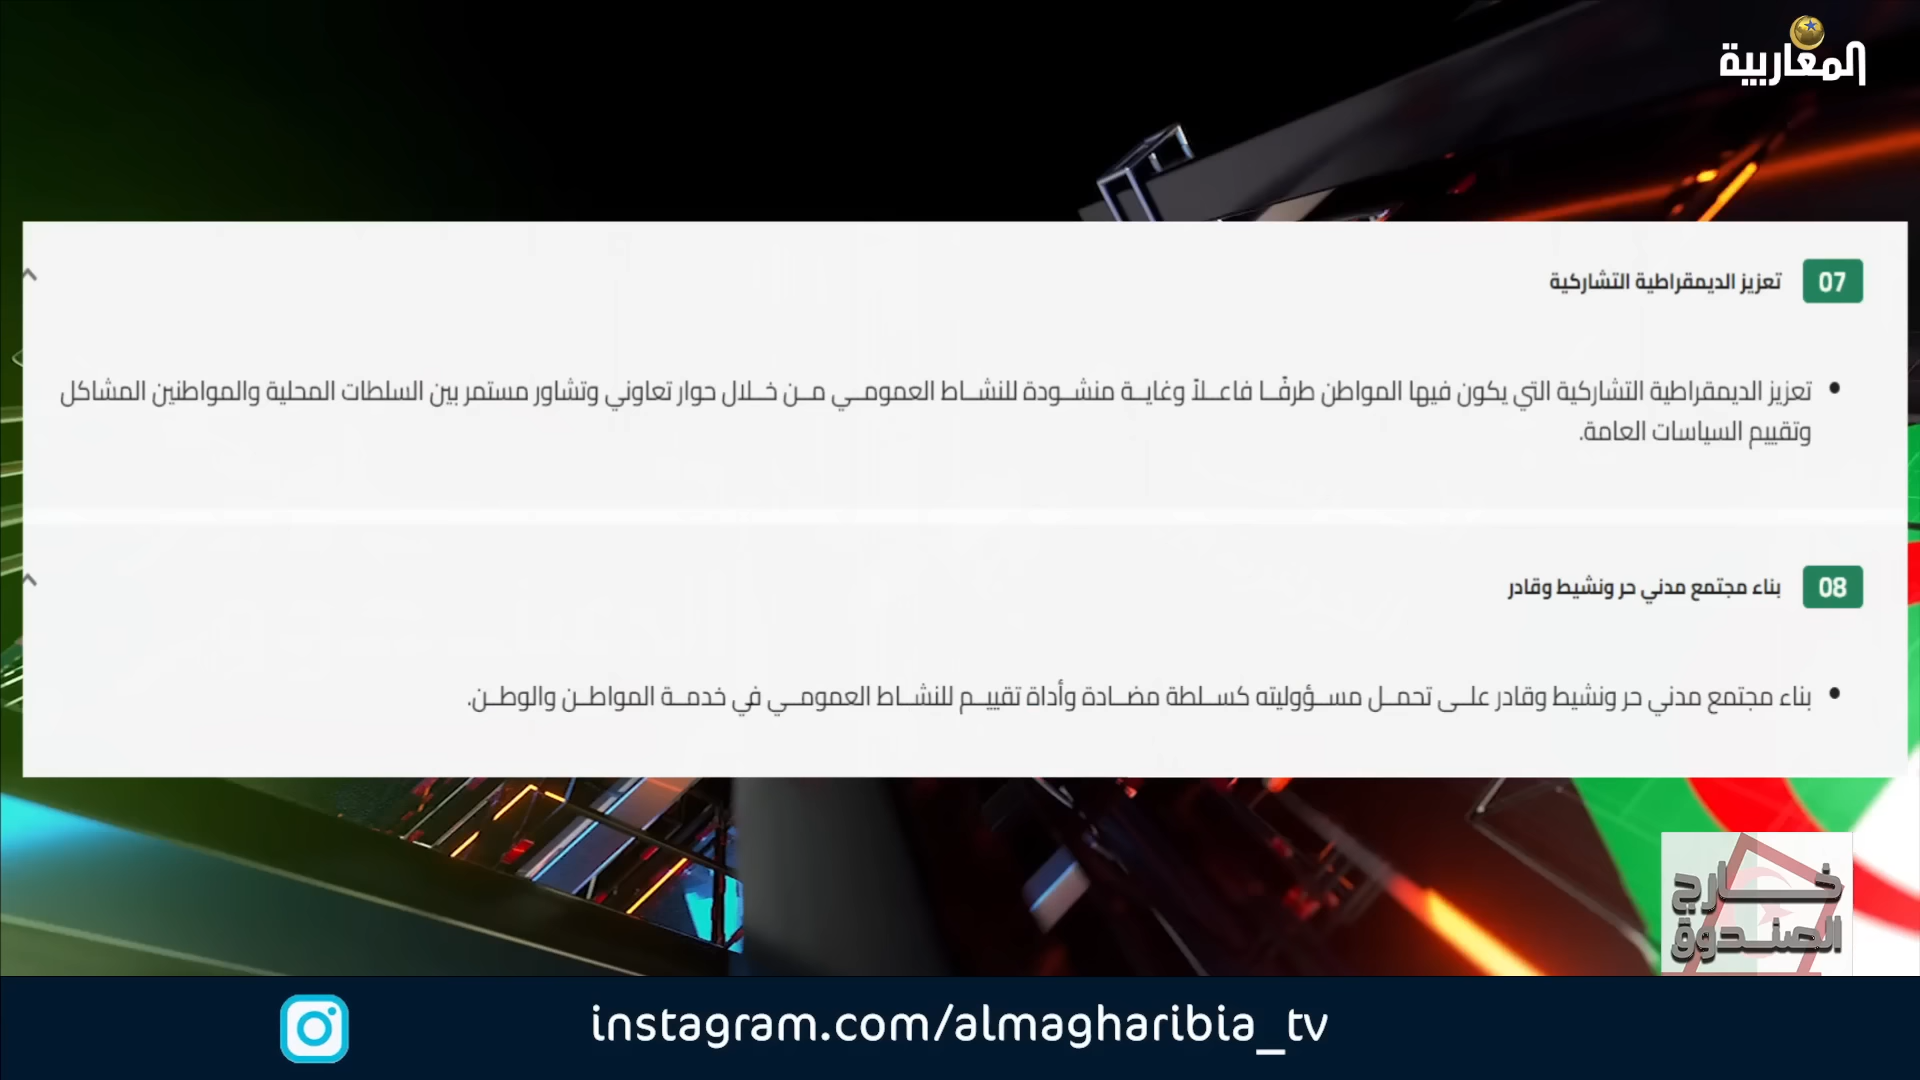 المغاربية
07 تعزيز الديمقراطية التشاركية
• تعزيز الديمقراطية التشاركية التي يكون فيها المواطن طرفًا فاعلاً وغاية منشودة للنشاط العمومي من خلال حوار تعاوني وتشاور مستمر بين السلطات المحلية والمواطنين المشاكل
وتقييم السياسات العامة.
08 بناء مجتمع مدني حر ونشيط وقادر
• بناء مجتمع مدني حر ونشيط وقادر على تحمل مسؤوليته كسلطة مضادة وأداة تقييم للنشاط العمومي في خدمة المواطن والوطن.
خارج
الصندوق
instagram.com/almagharibia_tv